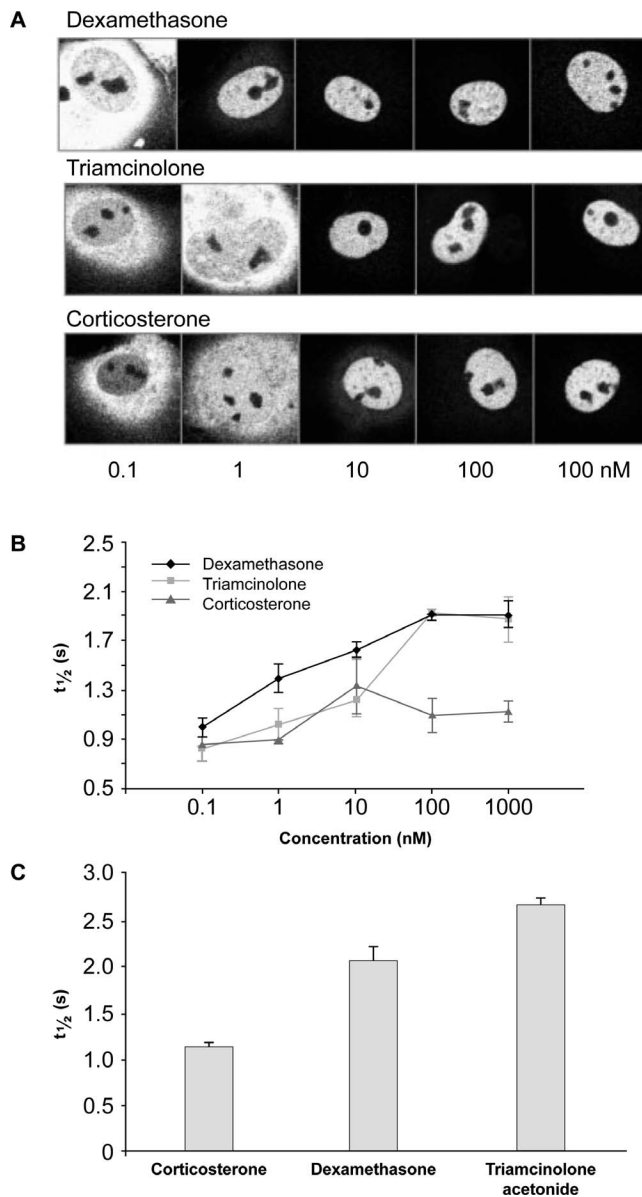 A
Dexamethasone
Triamcinolone
Corticosterone
0.1 1 10 100 100 nM
B
2.5
2.1
1.7
1.3
0.9
0.5
t½ (s)
Dexamethasone
Triamcinolone
Corticosterone
0.1 1 10 100 1000
Concentration (nM)
C
3.0
2.5
2.0
1.5
1.0
0.5
0
t½ (s)
Corticosterone Dexamethasone Triamcinolone
acetonide